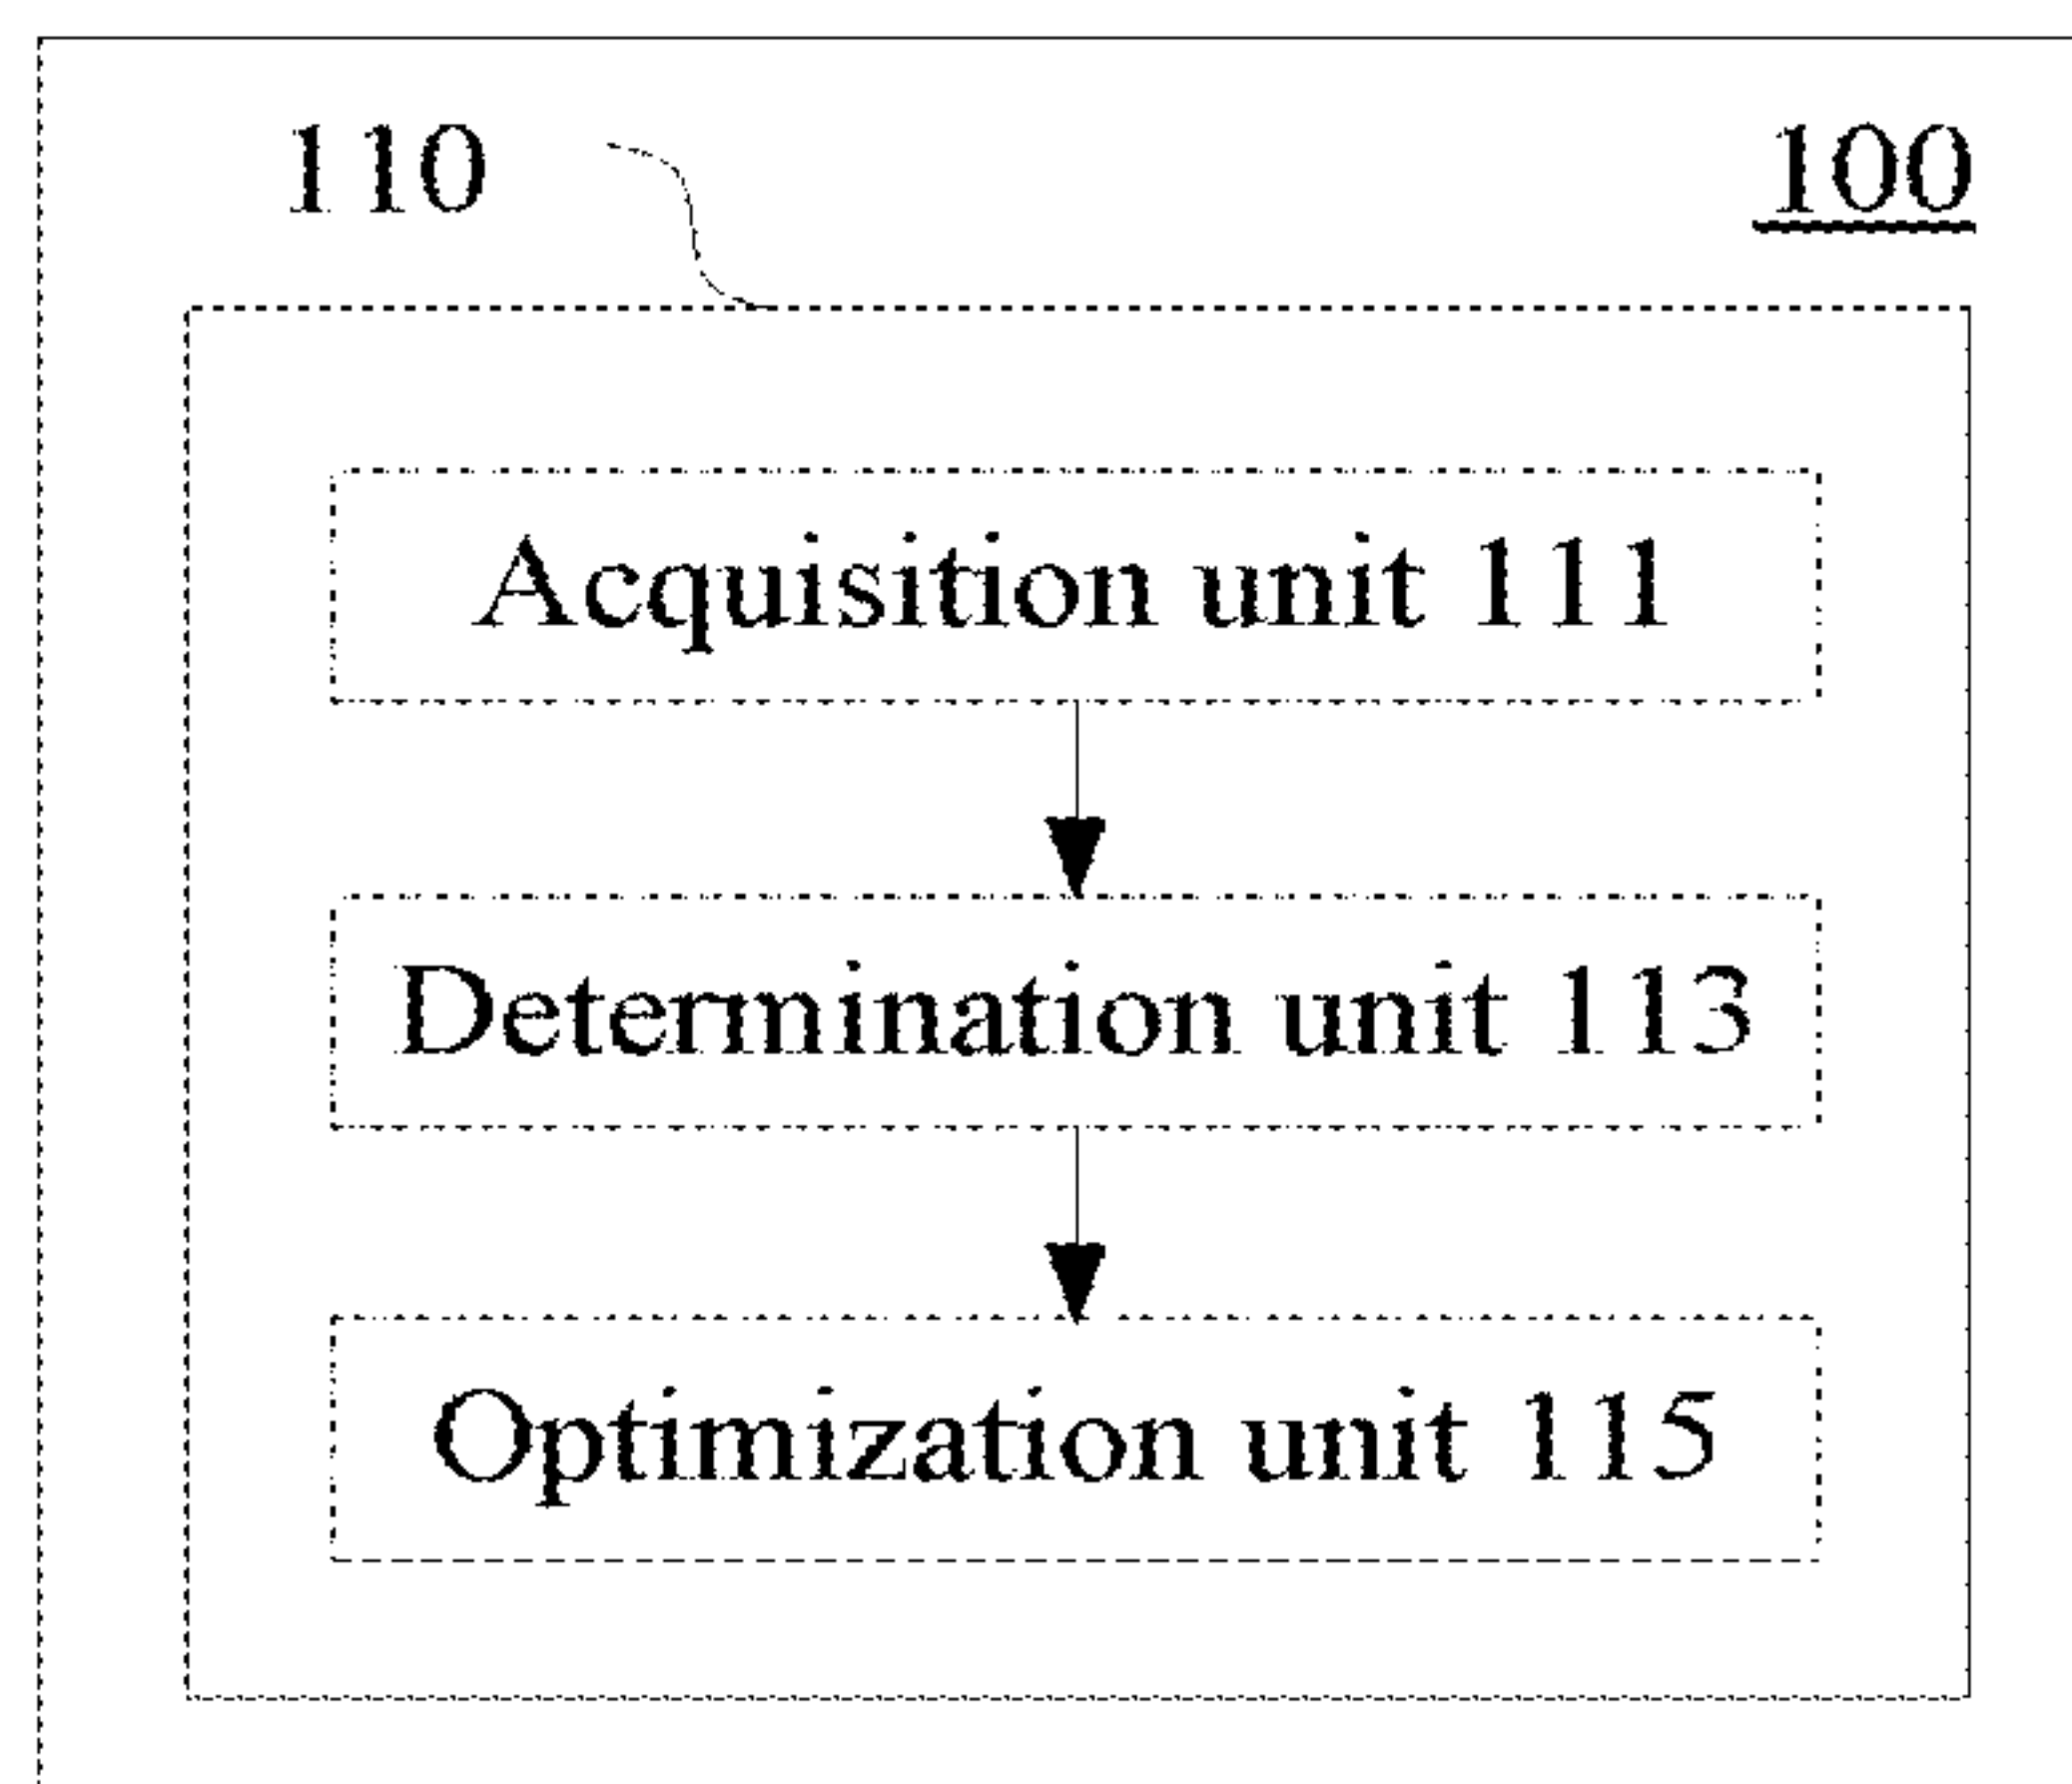 110
100
Acquisition unit 111
Determination unit 113
Optimization unit 115